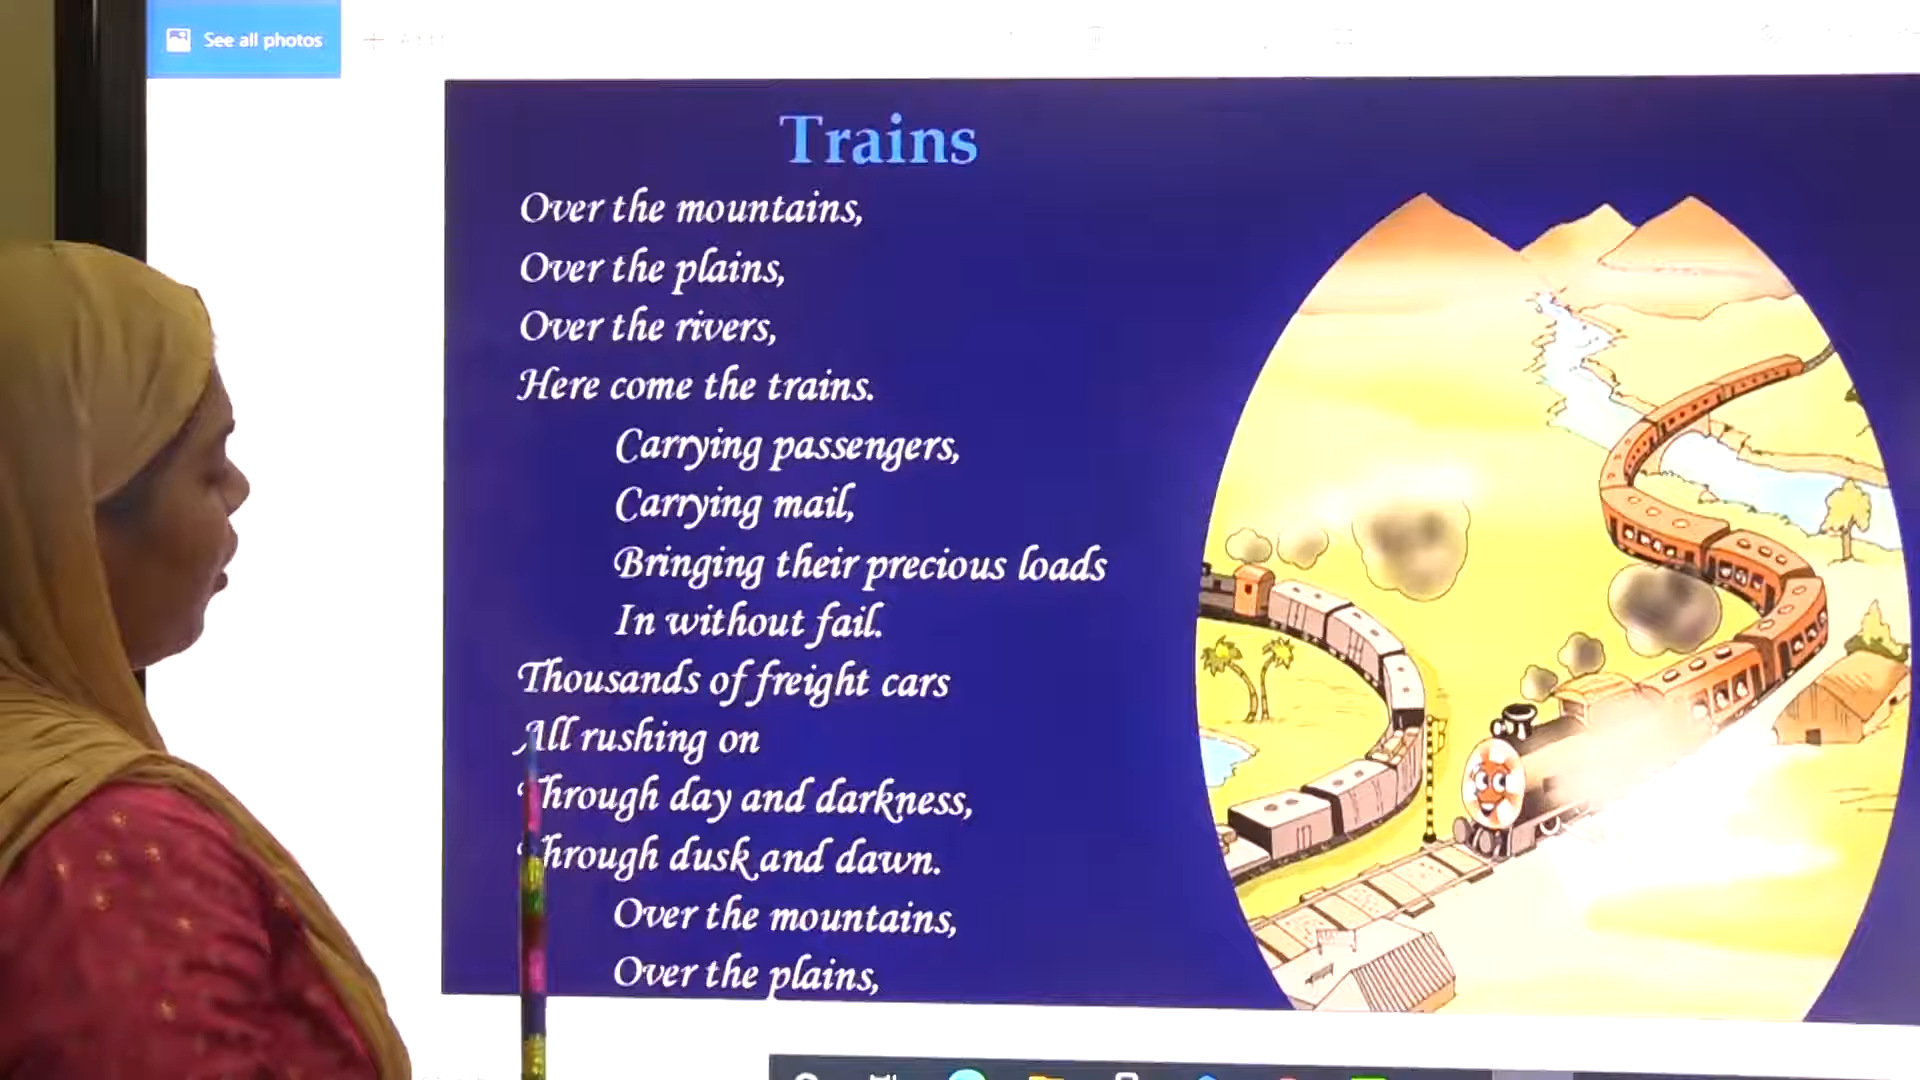 See all photos
Trains
Over the mountains,
Over the plains,
Over the rivers,
Here come the trains.
Carrying passengers,
Carrying mail,
Bringing their precious loads
In without fail.
Thousands of freight cars
All rushing on
Through day and darkness,
Through dusk and dawn.
Over the mountains,
Over the plains,